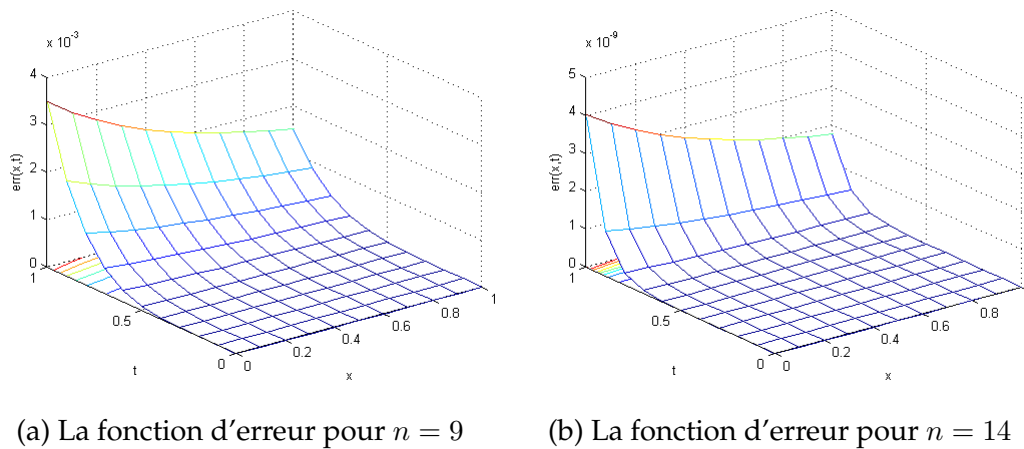 x 10^-3
4
3
2
1
0
err(x,t)
1
0.5
0
t
0
0.2
0.4
0.6
0.8
1
x
x 10^-9
5
4
3
2
1
0
err(x,t)
1
0.5
0
t
0
0.2
0.4
0.6
0.8
x
(a) La fonction d'erreur pour n = 9
(b) La fonction d'erreur pour n = 14